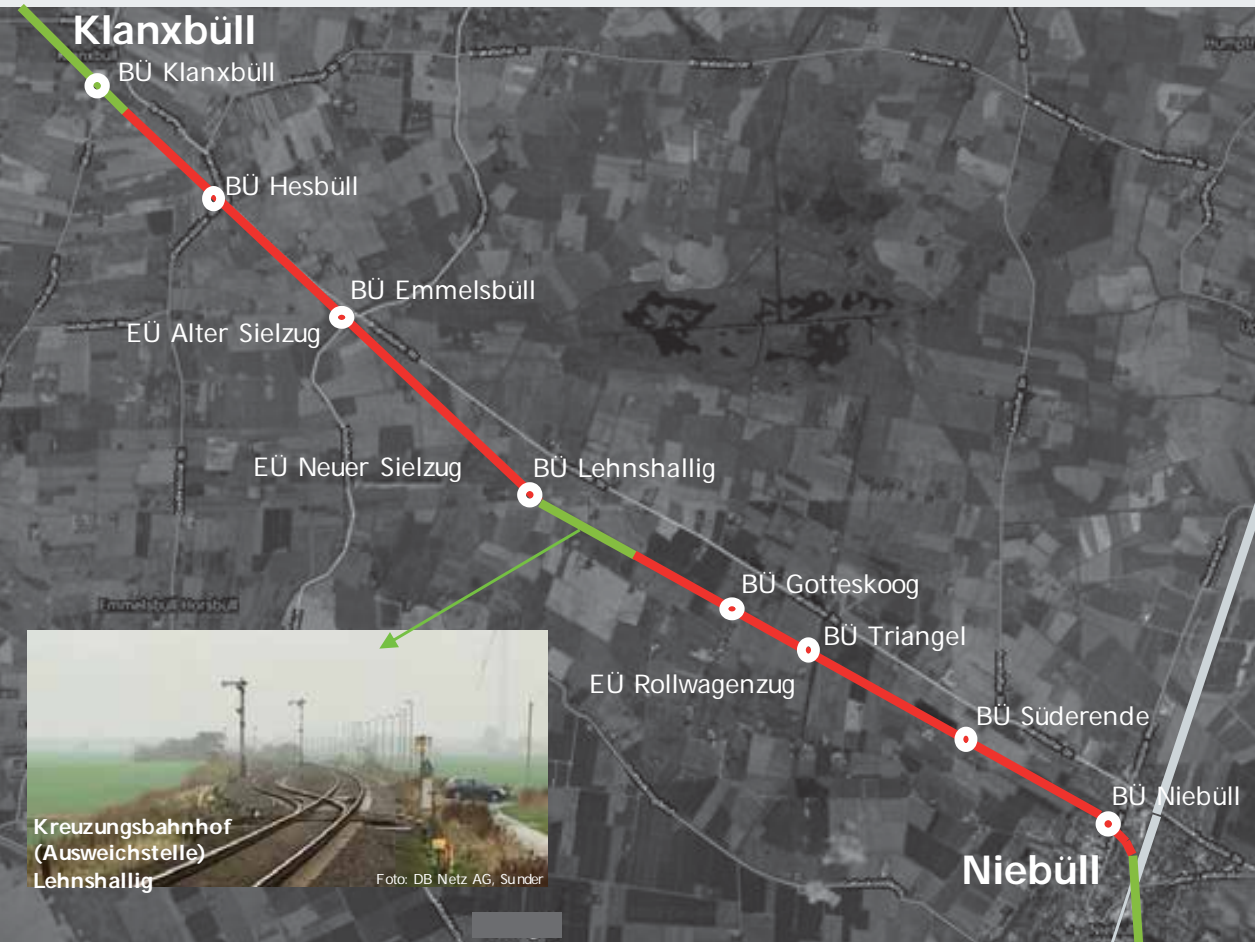 Klanxbüll
BÜ Klanxbüll
BÜ Hesbüll
BÜ Emmelsbüll
EÜ Alter Sielzug
EÜ Neuer Sielzug
BÜ Lehnshallig
BÜ Gotteskoog
BÜ Triangel
EÜ Rollwagenzug
BÜ Süderende
BÜ Niebüll
Niebüll
Emmelsbüll Horsbüll
Kreuzungsbahnhof
(Ausweichstelle)
Lehnshallig
Foto: DB Netz AG, Sunder